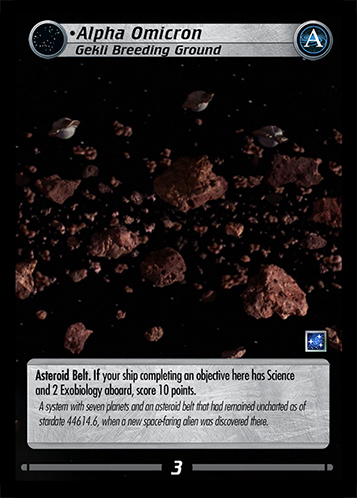 •Alpha Omicron
Gekli Breeding Ground
A
Asteroid Belt. If your ship completing an objective here has Science
and 2 Exobiology aboard, score 10 points.
A system with seven planets and an asteroid belt that had remained uncharted as of
stardate 44614.6, when a new space-faring alien was discovered there.
3